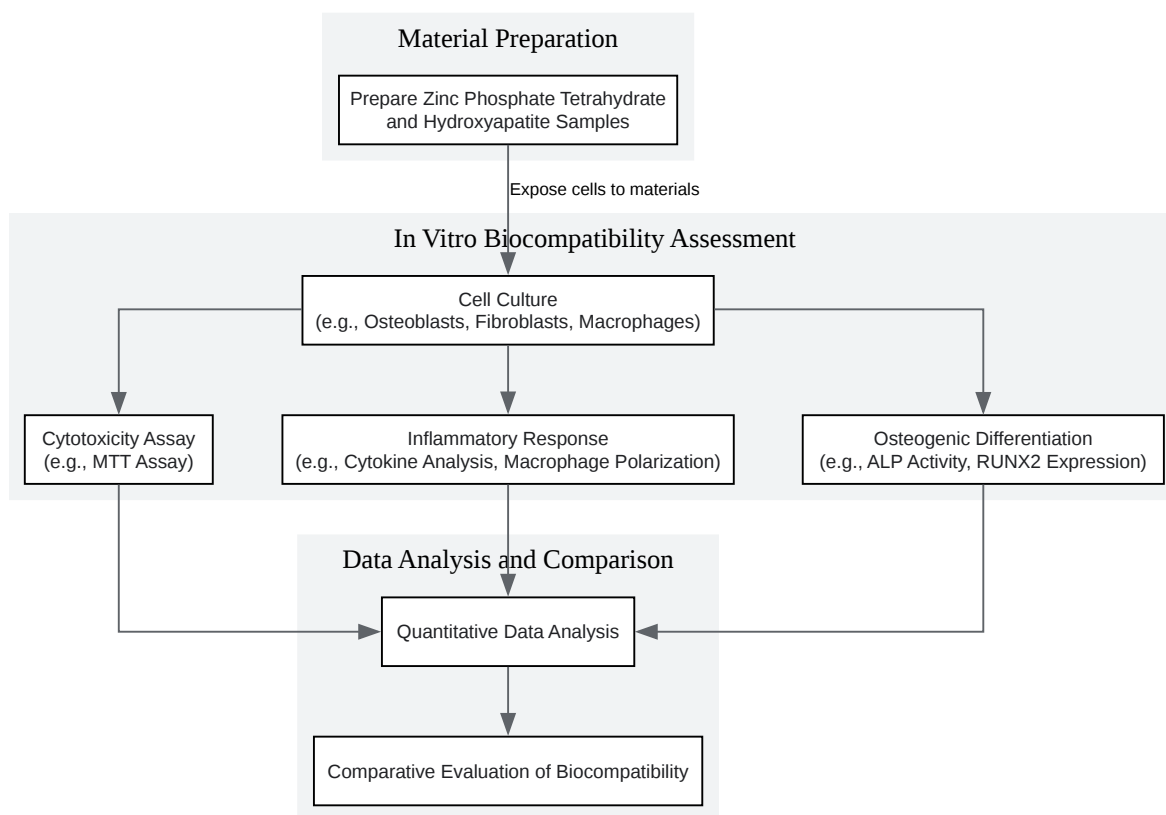 Material Preparation
Prepare Zinc Phosphate Tetrahydrate
and Hydroxyapatite Samples
Expose cells to materials
In Vitro Biocompatibility Assessment
Cell Culture
(e.g., Osteoblasts, Fibroblasts, Macrophages)
Cytotoxicity Assay
(e.g., MTT Assay)
Inflammatory Response
(e.g., Cytokine Analysis, Macrophage Polarization)
Osteogenic Differentiation
(e.g., ALP Activity, RUNX2 Expression)
Data Analysis and Comparison
Quantitative Data Analysis
Comparative Evaluation of Biocompatibility